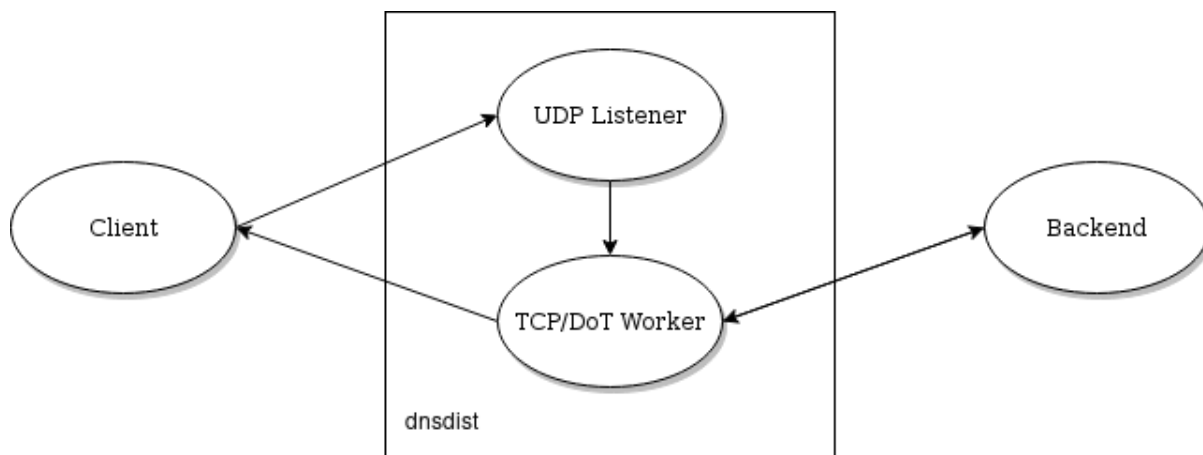 UDP Listener
Client
Backend
TCP/DoT Worker
dnsdist